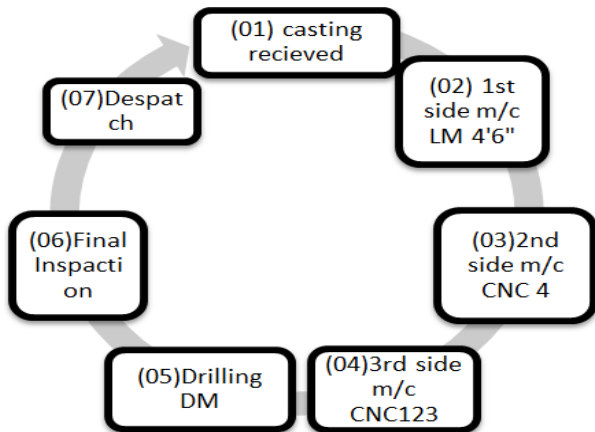 (01) casting
recieved
(02) 1st
side m/c
LM 4'6"
(03)2nd
side m/c
CNC 4
(04)3rd side
m/c
CNC123
(05)Drilling
DM
(06)Final
Inspacti
on
(07)Despat
ch